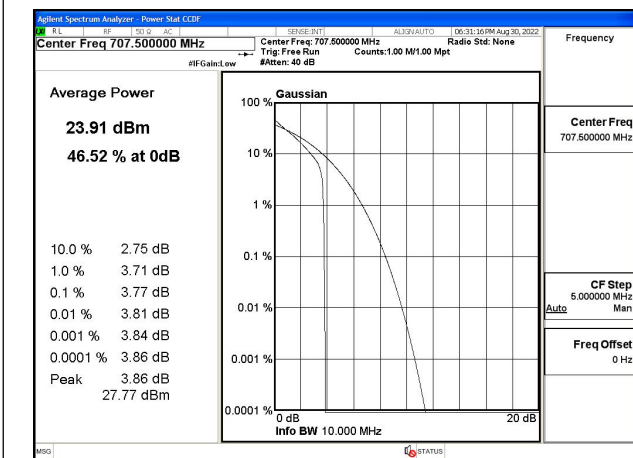 Agilent Spectrum Analyzer - Power Stat CCDF
LXI RL RF 50 Ω AC SENSE:INT ALIGN AUTO 06:31:16 PM Aug 30, 2022
Center Freq 707.500000 MHz
Center Freq: 707.500000 MHz Radio Std: None
Trig: Free Run Counts:1.00 M/1.00 Mpt
#IFGain:Low #Atten: 40 dB
Frequency
Average Power
23.91 dBm
46.52 % at 0dB
10.0 % 2.75 dB
1.0 % 3.71 dB
0.1 % 3.77 dB
0.01 % 3.81 dB
0.001 % 3.84 dB
0.0001 % 3.86 dB
Peak 3.86 dB
27.77 dBm
Gaussian
100 %
10 %
1 %
0.1 %
0.01 %
0.001 %
0.0001 %
0 dB 20 dB
Info BW 10.000 MHz
Center Freq
707.500000 MHz
CF Step
5.000000 MHz
Auto Man
Freq Offset
0 Hz
MSG STATUS